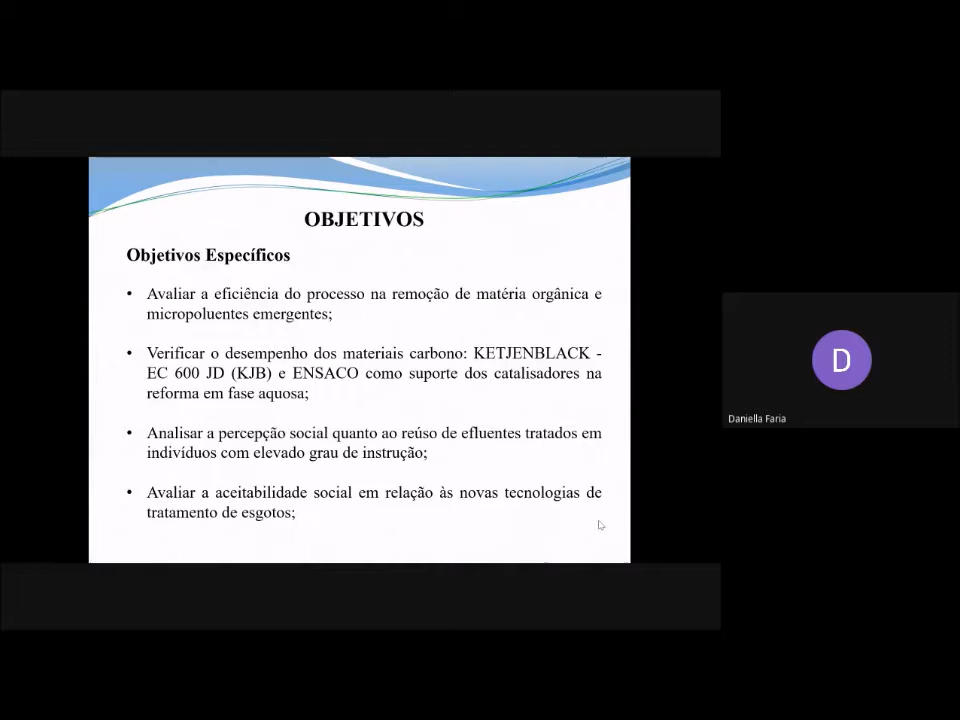 OBJETIVOS
Objetivos Específicos
• Avaliar a eficiência do processo na remoção de matéria orgânica e
micropoluentes emergentes;
• Verificar o desempenho dos materiais carbono: KETJENBLACK -
EC 600 JD (KJB) e ENSACO como suporte dos catalisadores na
reforma em fase aquosa;
• Analisar a percepção social quanto ao reúso de efluentes tratados em
indivíduos com elevado grau de instrução;
• Avaliar a aceitabilidade social em relação às novas tecnologias de
tratamento de esgotos;
D
Daniella Faria